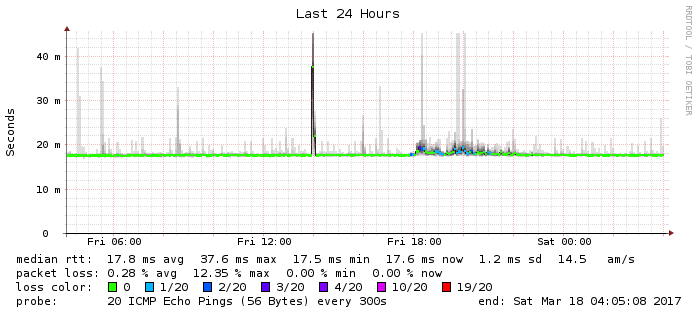 Last 24 Hours
RRDTOOL / TOBI OETIKER
Seconds
40 m
30 m
20 m
10 m
0
Fri 06:00 Fri 12:00 Fri 18:00 Sat 00:00
median rtt: 17.8 ms avg 37.6 ms max 17.5 ms min 17.6 ms now 1.2 ms sd 14.5 am/s
packet loss: 0.28 % avg 12.35 % max 0.00 % min 0.00 % now
loss color: 0 1/20 2/20 3/20 4/20 10/20 19/20
probe: 20 ICMP Echo Pings (56 Bytes) every 300s end: Sat Mar 18 04:05:08 2017